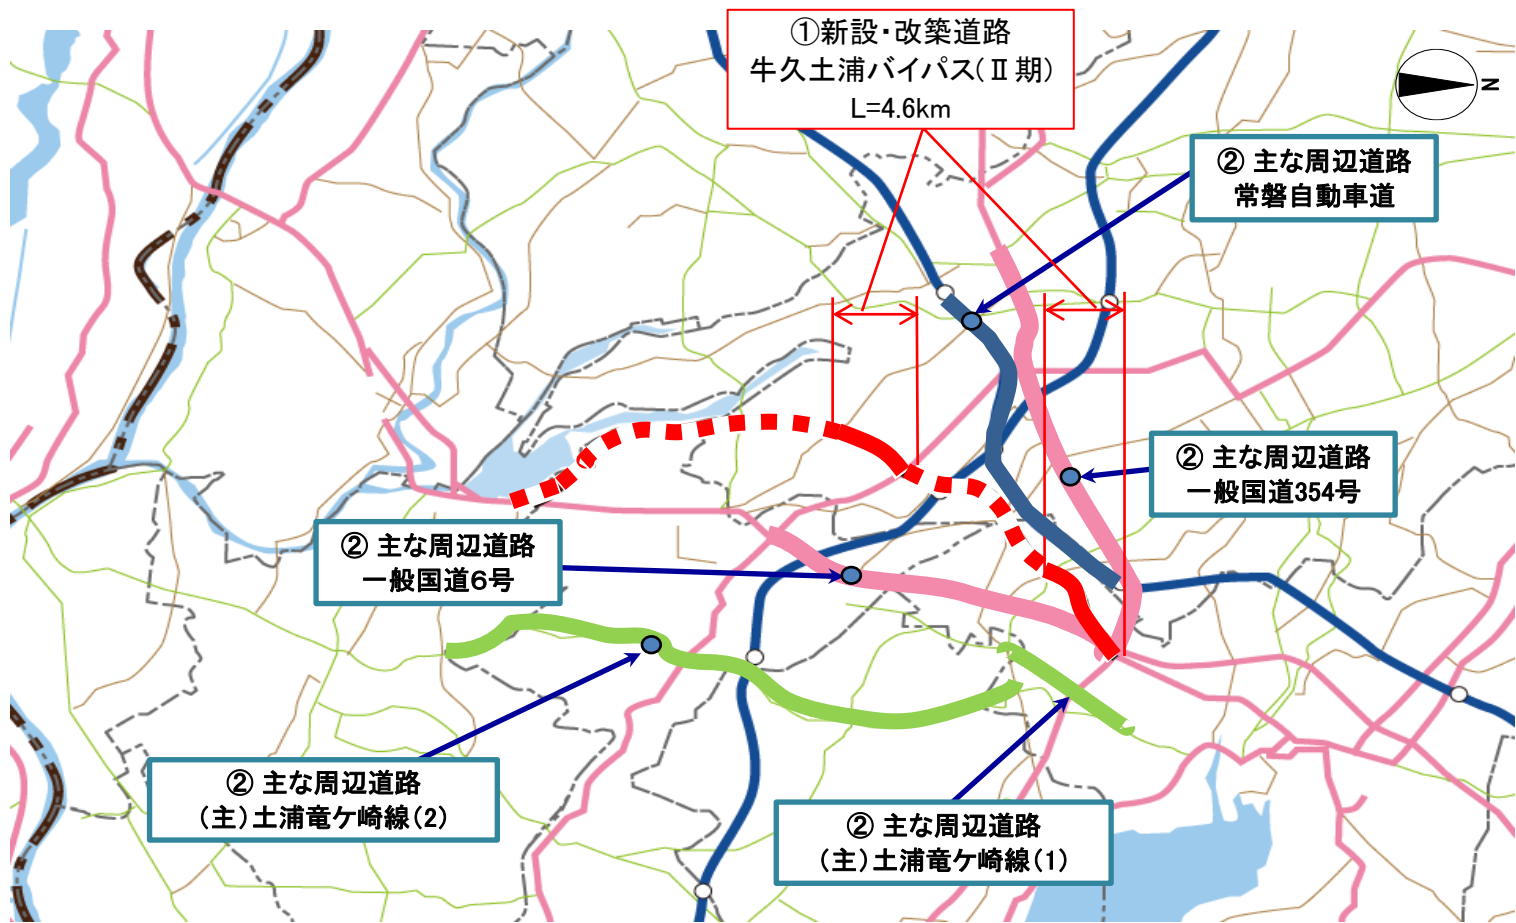 ①新設・改築道路
牛久土浦バイパス(Ⅱ期)
L=4.6km
N
② 主な周辺道路
常磐自動車道
② 主な周辺道路
一般国道354号
② 主な周辺道路
一般国道6号
② 主な周辺道路
(主)土浦竜ケ崎線(2)
② 主な周辺道路
(主)土浦竜ケ崎線(1)